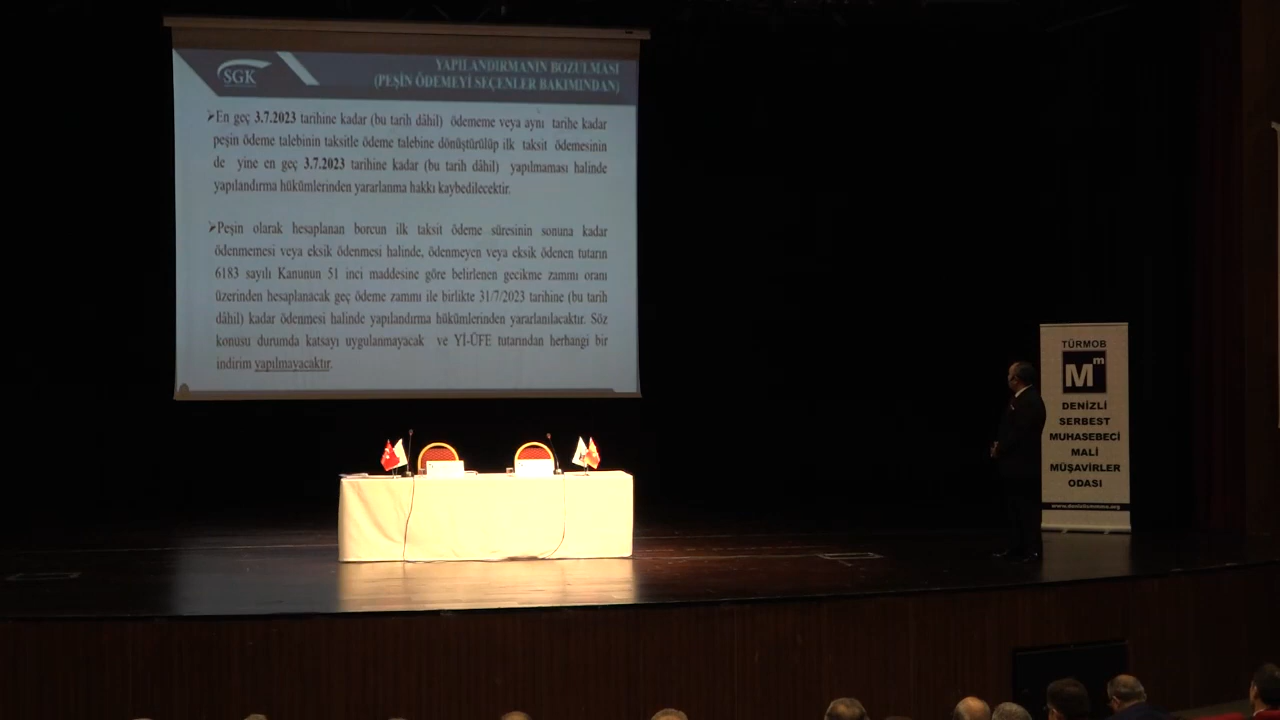 SGK
YAPILANDIRMANIN BOZULMASI
(PEŞİN ÖDEMEYİ SEÇENLER BAKIMINDAN)
➢En geç 3.7.2023 tarihine kadar (bu tarih dâhil) ödememe veya aynı tarihe kadar
peşin ödeme talebinin taksitle ödeme talebine dönüştürülüp ilk taksit ödemesinin
de yine en geç 3.7.2023 tarihine kadar (bu tarih dâhil) yapılmaması halinde
yapılandırma hükümlerinden yararlanma hakkı kaybedilecektir.
➢Peşin olarak hesaplanan borcun ilk taksit ödeme süresinin sonuna kadar
ödenmemesi veya eksik ödenmesi halinde, ödenmeyen veya eksik ödenen tutarın
6183 sayılı Kanunun 51 inci maddesine göre belirlenen gecikme zammı oranı
üzerinden hesaplanacak geç ödeme zammı ile birlikte 31/7/2023 tarihine (bu tarih
dâhil) kadar ödenmesi halinde yapılandırma hükümlerinden yararlanılacaktır. Söz
konusu durumda katsayı uygulanmayacak ve Yİ-ÜFE tutarından herhangi bir
indirim yapılmayacaktır.
TÜRMOB
Mm
DENİZLİ
SERBEST
MUHASEBECİ
MALİ
MÜŞAVİRLER
ODASI